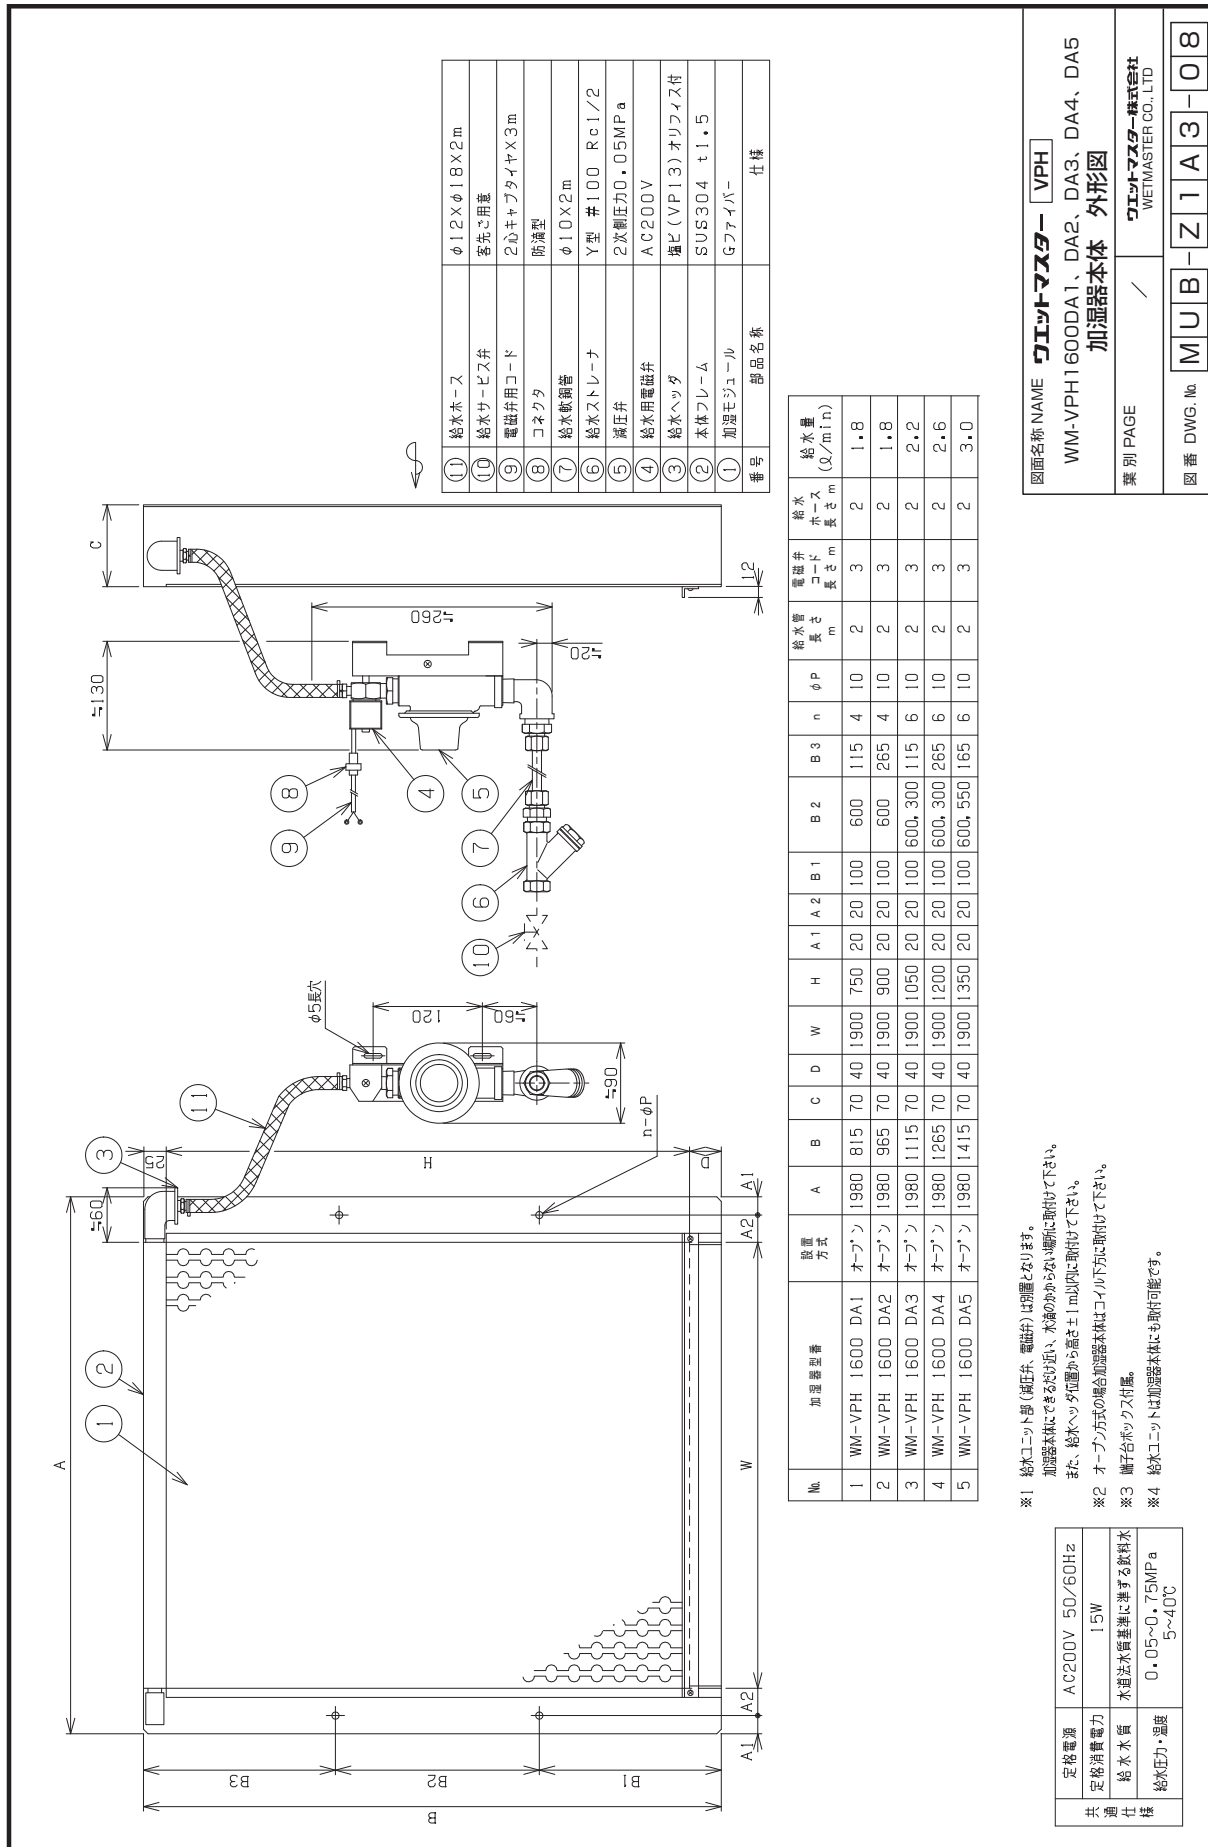 A
C
≒60
≒130
25
H
D
A1
A2
W
A2
A1
B3
B2
B1
B
n-φP
φ5長穴
120
≒60
≒90
≒260
≒20
12
①
②
③
⑪
④
⑤
⑥
⑦
⑧
⑨
⑩
⑪ 給水ホース φ12Xφ18X2m
⑩ 給水サービス弁 客先ご用意
⑨ 電磁弁用コード 2心キャブタイヤX3m
⑧ コネクタ 防滴型
⑦ 給水軟銅管 φ10X2m
⑥ 給水ストレーナ Y型 #100 Rc1/2
⑤ 減圧弁 2次側圧力0.05MPa
④ 給水用電磁弁 AC200V
③ 給水ヘッダ 塩ビ(VP13)オリフィス付
② 本体フレーム SUS304 t1.5
① 加湿モジュール Gファイバー
番号 部品名称 仕様
№ 加湿器型番 設置方式 A B C D W H A1 A2 B1 B2 B3 n φP 給水管長さm 電磁弁コード長さm 給水ホース長さm 給水量(ℓ/min)
1 WM-VPH 1600 DA1 オープン 1980 815 70 40 1900 750 20 20 100 600 115 4 10 2 3 2 1.8
2 WM-VPH 1600 DA2 オープン 1980 965 70 40 1900 900 20 20 100 600 265 4 10 2 3 2 1.8
3 WM-VPH 1600 DA3 オープン 1980 1115 70 40 1900 1050 20 20 100 600,300 115 6 10 2 3 2 2.2
4 WM-VPH 1600 DA4 オープン 1980 1265 70 40 1900 1200 20 20 100 600,300 265 6 10 2 3 2 2.6
5 WM-VPH 1600 DA5 オープン 1980 1415 70 40 1900 1350 20 20 100 600,550 165 6 10 2 3 2 3.0
共通仕様
定格電源 AC200V 50/60Hz
定格消費電力 15W
給水水質 水道法水質基準に準ずる飲料水
給水圧力・温度 0.05~0.75MPa
5~40℃
※1 給水ユニット部(減圧弁、電磁弁)は別置となります。
加湿器本体にできるだけ近い、水滴のかからない場所に取付けて下さい。
また、給水ヘッダ位置から高さ±1m以内に取付けて下さい。
※2 オープン方式の場合加湿器本体はコイル下方に取付けて下さい。
※3 端子台ボックス付属。
※4 給水ユニットは加湿器本体にも取付可能です。
図面名称 NAME ウエットマスター VPH
WM-VPH1600DA1、DA2、DA3、DA4、DA5
加湿器本体 外形図
葉別 PAGE /
ウエットマスター株式会社
WETMASTER CO., LTD
図番 DWG. № MUB-Z1A3-08